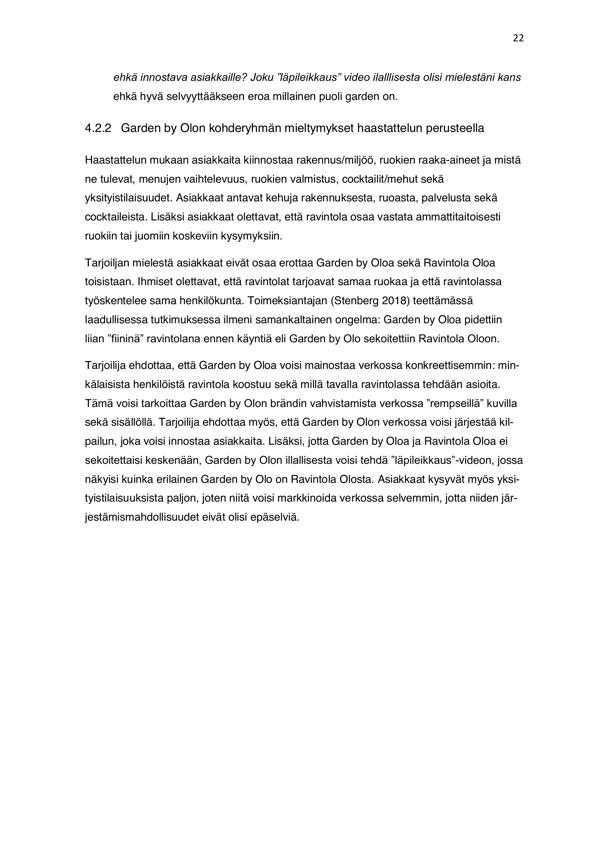 22
ehkä innostava asiakkaille? Joku ”läpileikkaus” video ilalllisesta olisi mielestäni kans
ehkä hyvä selvyyttääkseen eroa millainen puoli garden on.
4.2.2 Garden by Olon kohderyhmän mieltymykset haastattelun perusteella
Haastattelun mukaan asiakkaita kiinnostaa rakennus/miljöö, ruokien raaka-aineet ja mistä
ne tulevat, menujen vaihtelevuus, ruokien valmistus, cocktailit/mehut sekä
yksityistilaisuudet. Asiakkaat antavat kehuja rakennuksesta, ruoasta, palvelusta sekä
cocktaileista. Lisäksi asiakkaat olettavat, että ravintola osaa vastata ammattitaitoisesti
ruokiin tai juomiin koskeviin kysymyksiin.
Tarjoiljan mielestä asiakkaat eivät osaa erottaa Garden by Oloa sekä Ravintola Oloa
toisistaan. Ihmiset olettavat, että ravintolat tarjoavat samaa ruokaa ja että ravintolassa
työskentelee sama henkilökunta. Toimeksiantajan (Stenberg 2018) teettämässä
laadullisessa tutkimuksessa ilmeni samankaltainen ongelma: Garden by Oloa pidettiin
liian ”fiininä” ravintolana ennen käyntiä eli Garden by Olo sekoitettiin Ravintola Oloon.
Tarjoilija ehdottaa, että Garden by Oloa voisi mainostaa verkossa konkreettisemmin: min-
kälaisista henkilöistä ravintola koostuu sekä millä tavalla ravintolassa tehdään asioita.
Tämä voisi tarkoittaa Garden by Olon brändin vahvistamista verkossa ”rempseillä” kuvilla
sekä sisällöllä. Tarjoilija ehdottaa myös, että Garden by Olon verkossa voisi järjestää kil-
pailun, joka voisi innostaa asiakkaita. Lisäksi, jotta Garden by Oloa ja Ravintola Oloa ei
sekoitettaisi keskenään, Garden by Olon illallisesta voisi tehdä ”läpileikkaus”-videon, jossa
näkyisi kuinka erilainen Garden by Olo on Ravintola Olosta. Asiakkaat kysyvät myös yksi-
tyistilaisuuksista paljon, joten niitä voisi markkinoida verkossa selvemmin, jotta niiden jär-
jestämismahdollisuudet eivät olisi epäselviä.